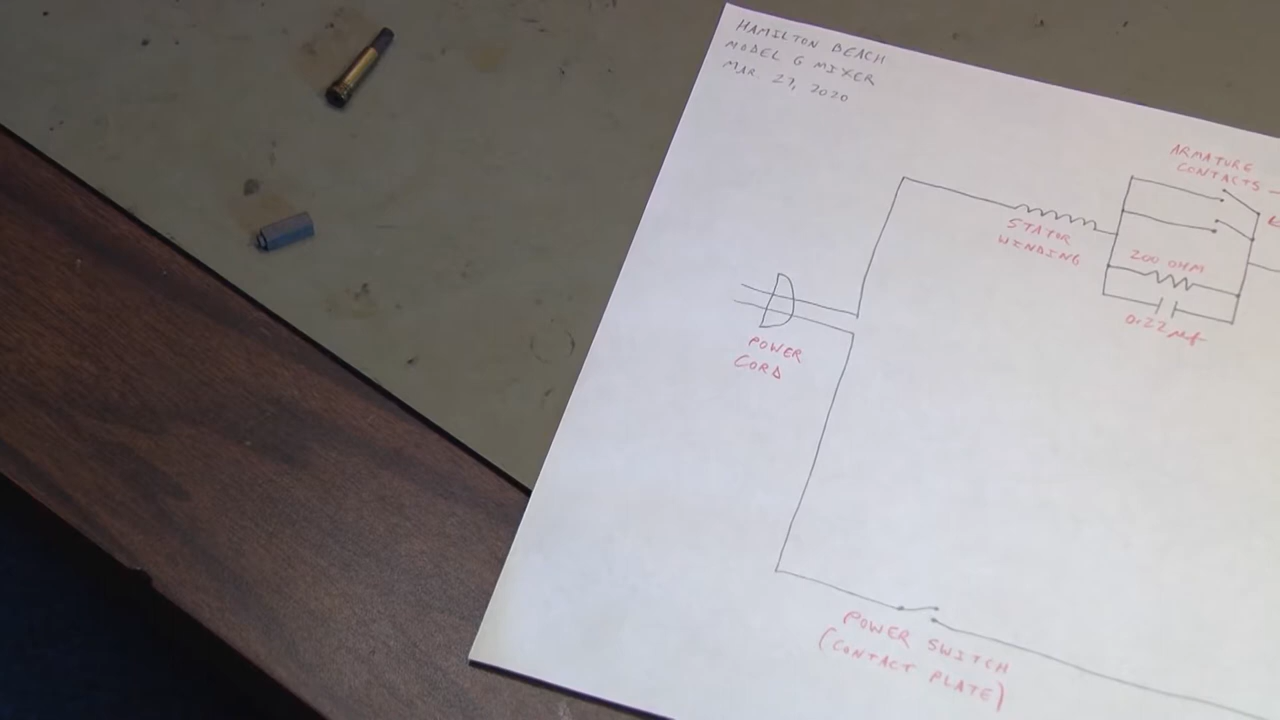 HAMILTON BEACH
MODEL G MIXER
MAR. 27, 2020
ARMATURE
CONTACTS
STATOR
WINDING
200 OHM
0.22 µf
POWER
CORD
POWER SWITCH
(CONTACT PLATE)